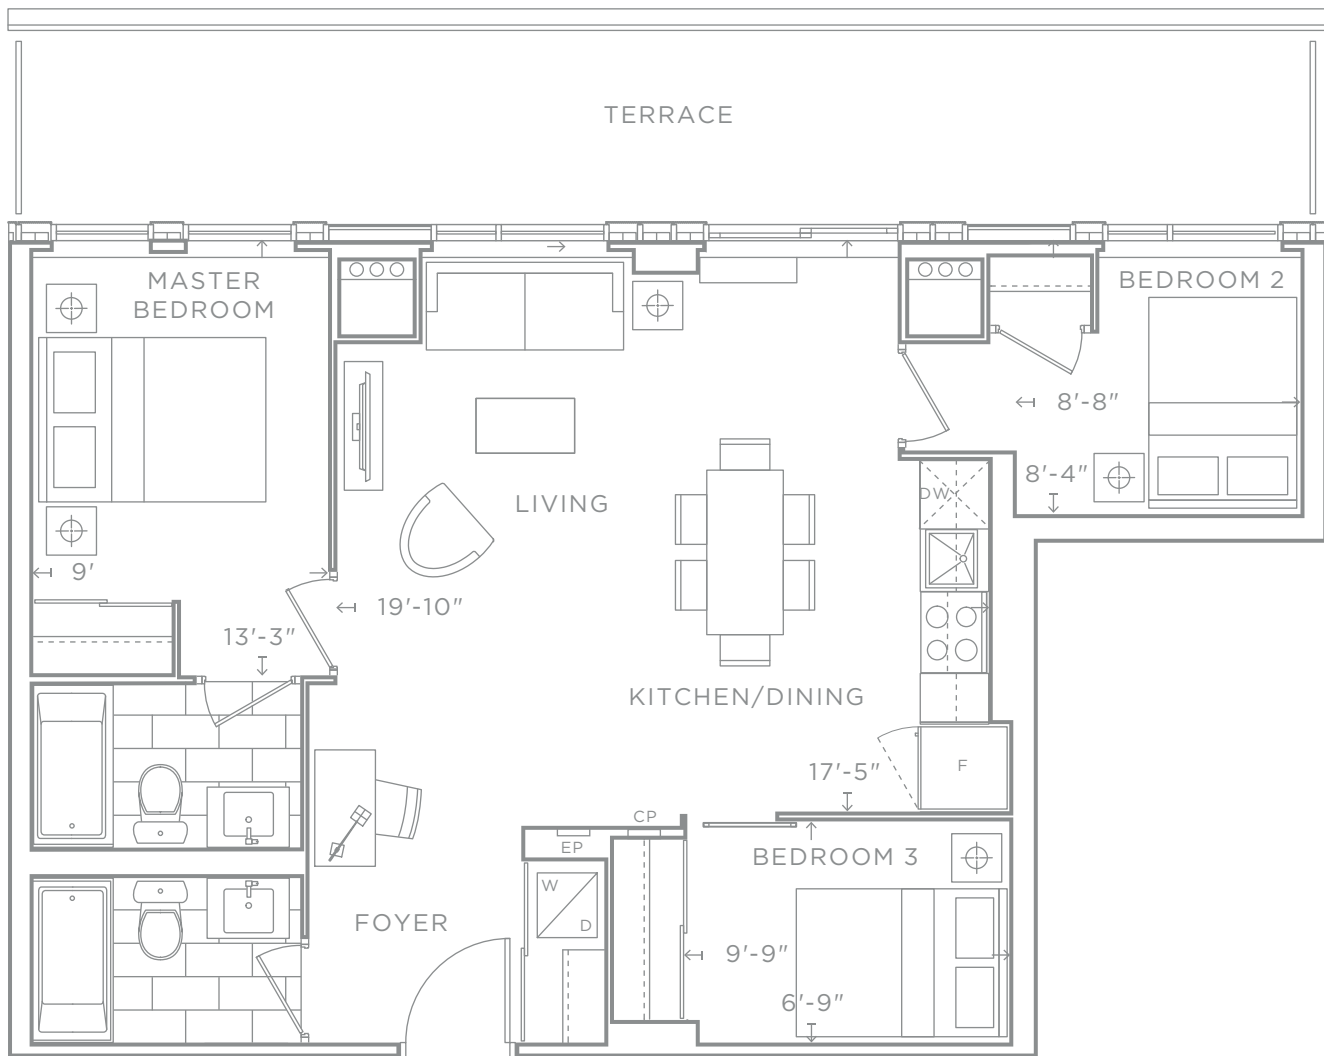 TERRACE
MASTER
BEDROOM
BEDROOM 2
8'-8"
8'-4"
DW
LIVING
9'
19'-10"
13'-3"
KITCHEN/DINING
17'-5"
F
CP
EP
BEDROOM 3
W
D
FOYER
9'-9"
6'-9"